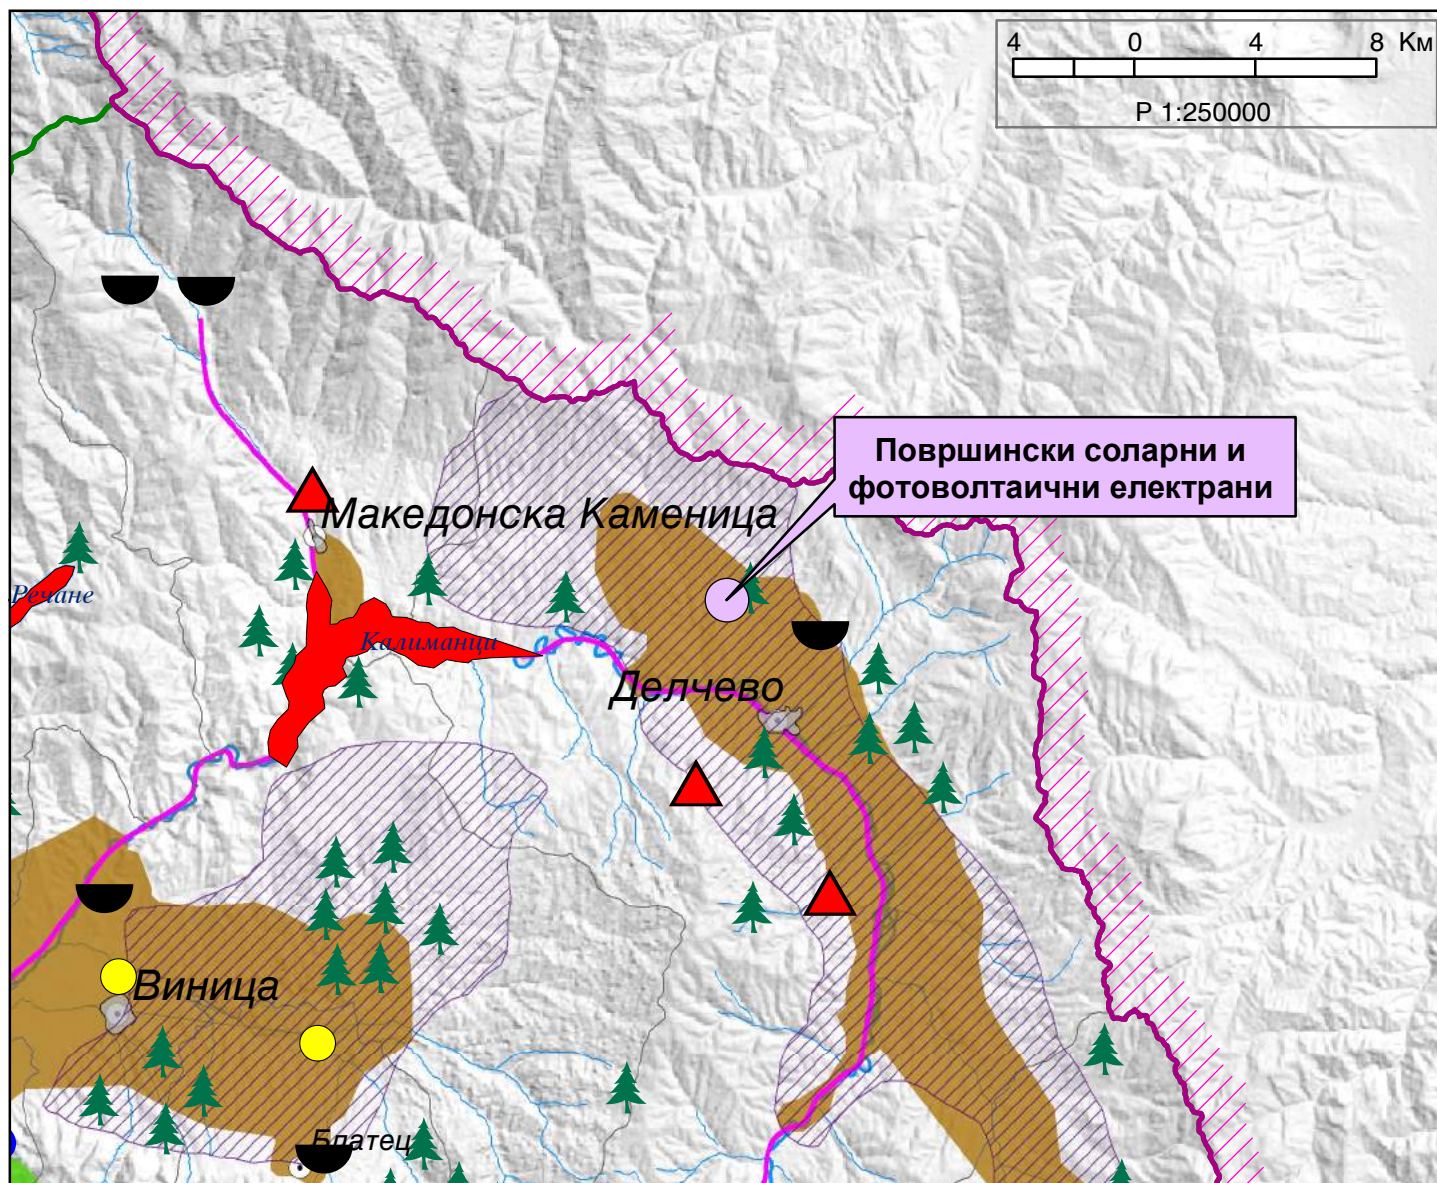 4 0 4 8 Км
Р 1:250000
Површински соларни и
фотоволтаични електрани
Македонска Каменица
Речане
Калиманци
Делчево
Виница
Блатец